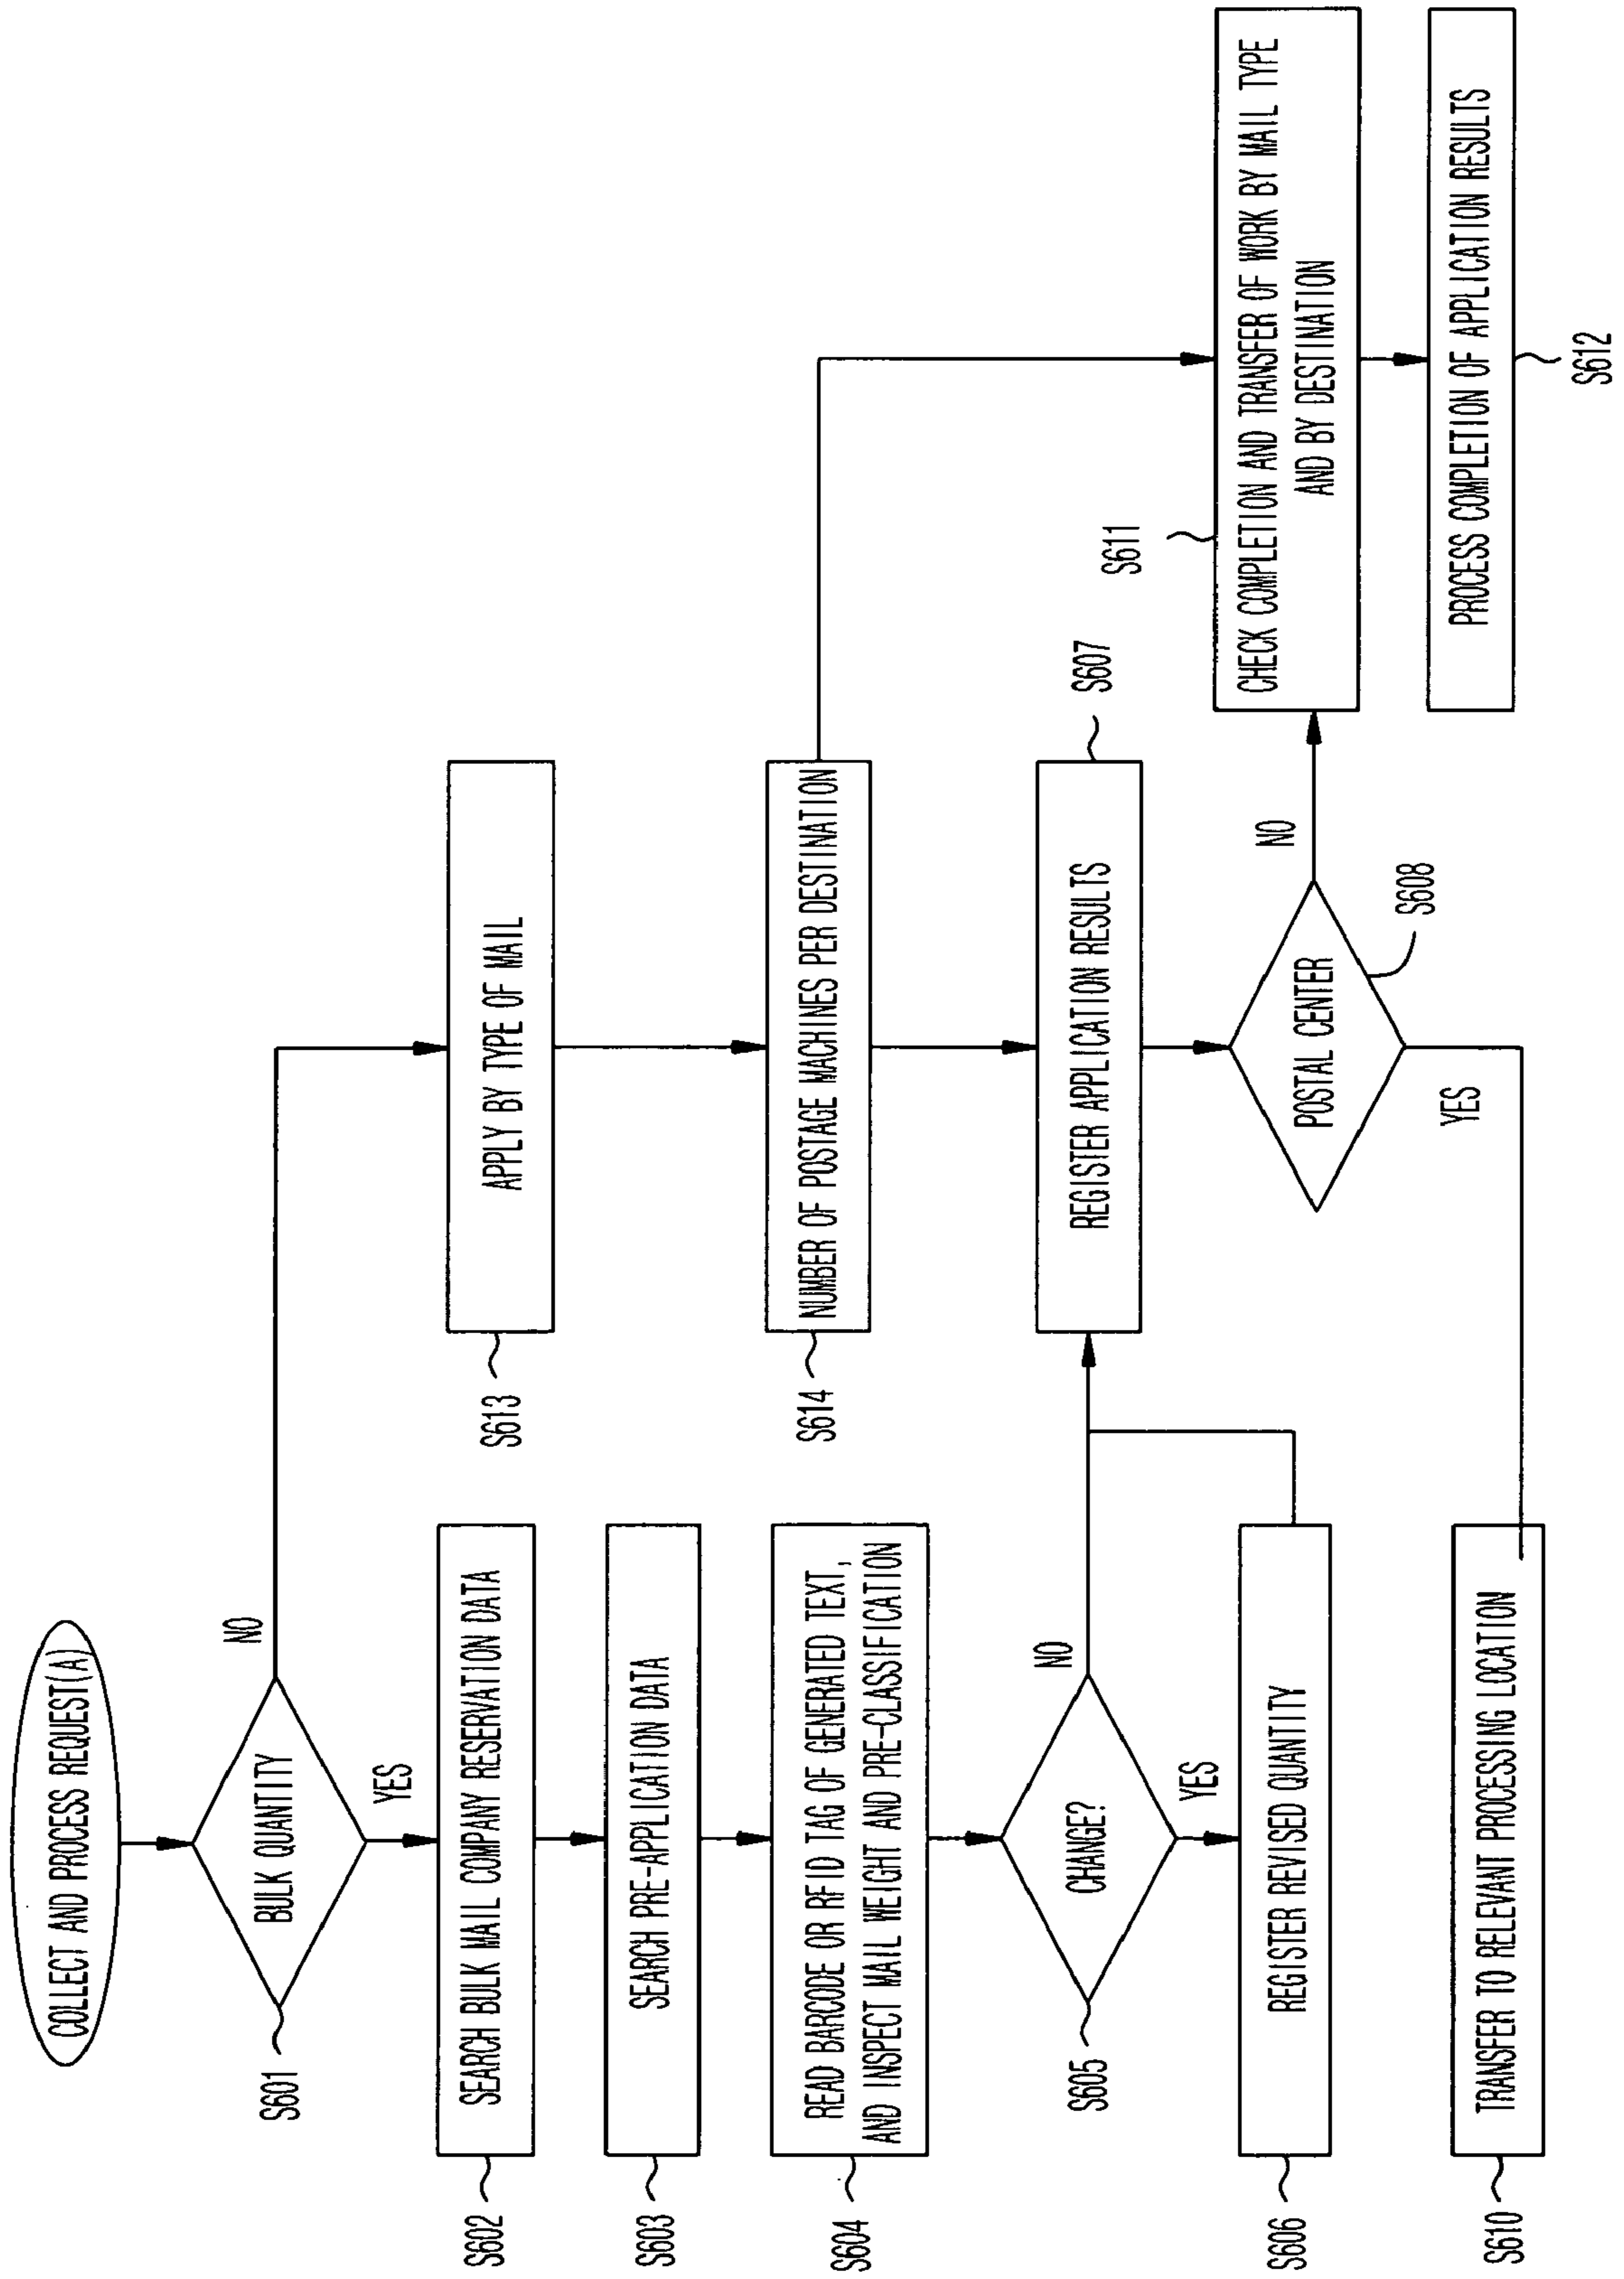 COLLECT AND PROCESS REQUEST(A)
BULK QUANTITY
S601
NO
YES
SEARCH BULK MAIL COMPANY RESERVATION DATA
S602
SEARCH PRE-APPLICATION DATA
S603
READ BARCODE OR RFID TAG OF GENERATED TEXT,
AND INSPECT MAIL WEIGHT AND PRE-CLASSIFICATION
S604
CHANGE?
S605
NO
YES
REGISTER REVISED QUANTITY
S606
TRANSFER TO RELEVANT PROCESSING LOCATION
S610
APPLY BY TYPE OF MAIL
S613
NUMBER OF POSTAGE MACHINES PER DESTINATION
S614
REGISTER APPLICATION RESULTS
S607
POSTAL CENTER
S608
NO
YES
CHECK COMPLETION AND TRANSFER OF WORK BY MAIL TYPE
AND BY DESTINATION
S611
PROCESS COMPLETION OF APPLICATION RESULTS
S612